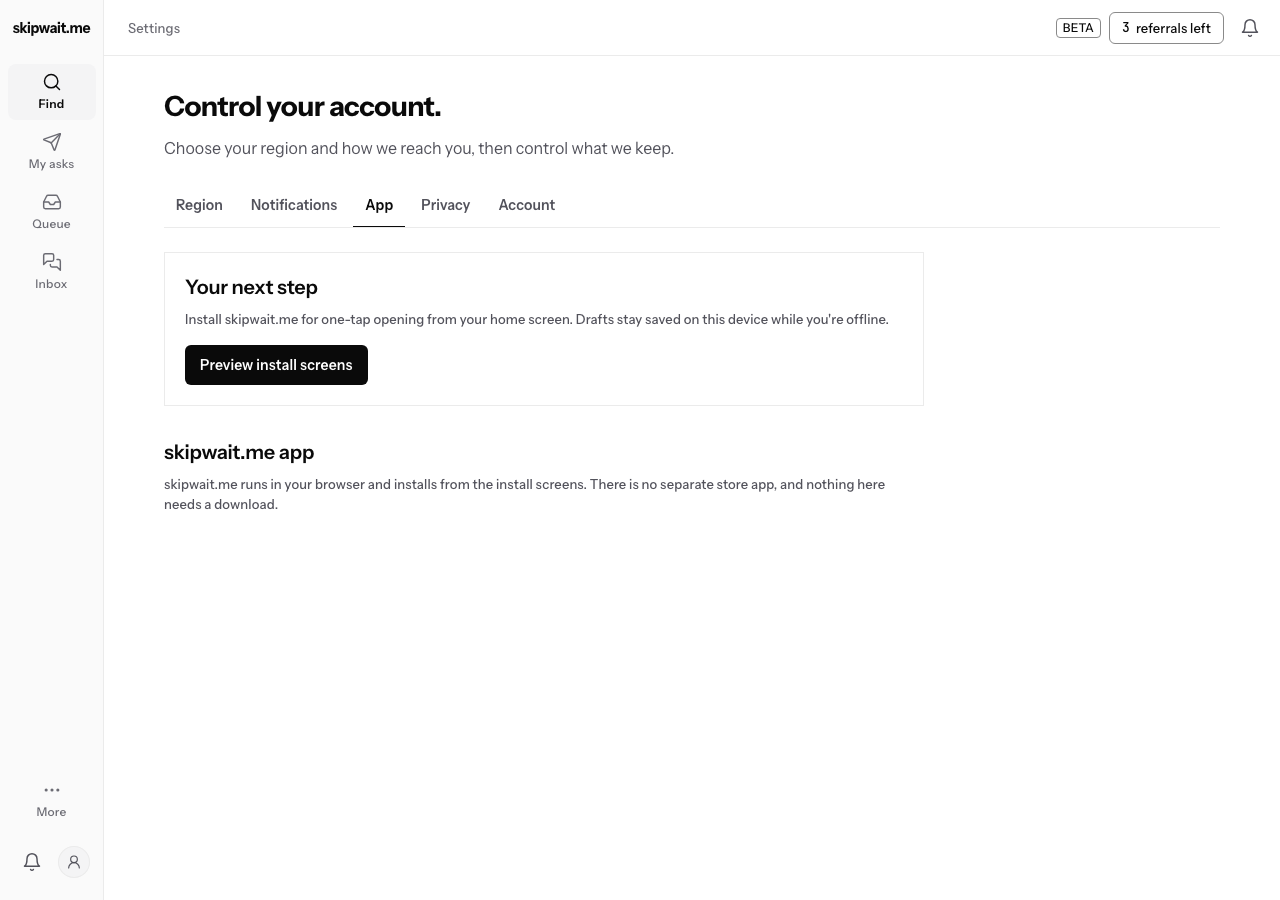 skipwait.me
Settings
BETA
3 referrals left
Find
My asks
Queue
Inbox
Control your account.
Choose your region and how we reach you, then control what we keep.
Region Notifications App Privacy Account
Your next step
Install skipwait.me for one-tap opening from your home screen. Drafts stay saved on this device while you're offline.
Preview install screens
skipwait.me app
skipwait.me runs in your browser and installs from the install screens. There is no separate store app, and nothing here
needs a download.
More